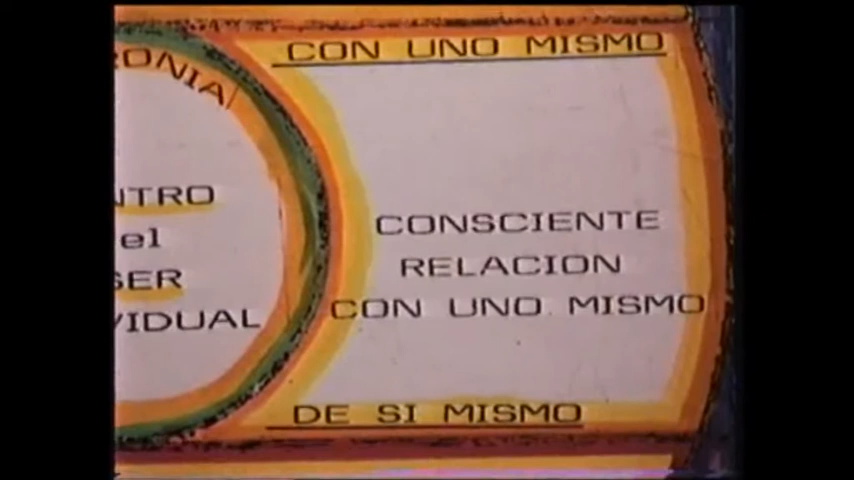 CON UNO MISMO
RONIA
NTRO
el
SER
VIDUAL
CONSCIENTE
RELACION
CON UNO MISMO
DE SI MISMO